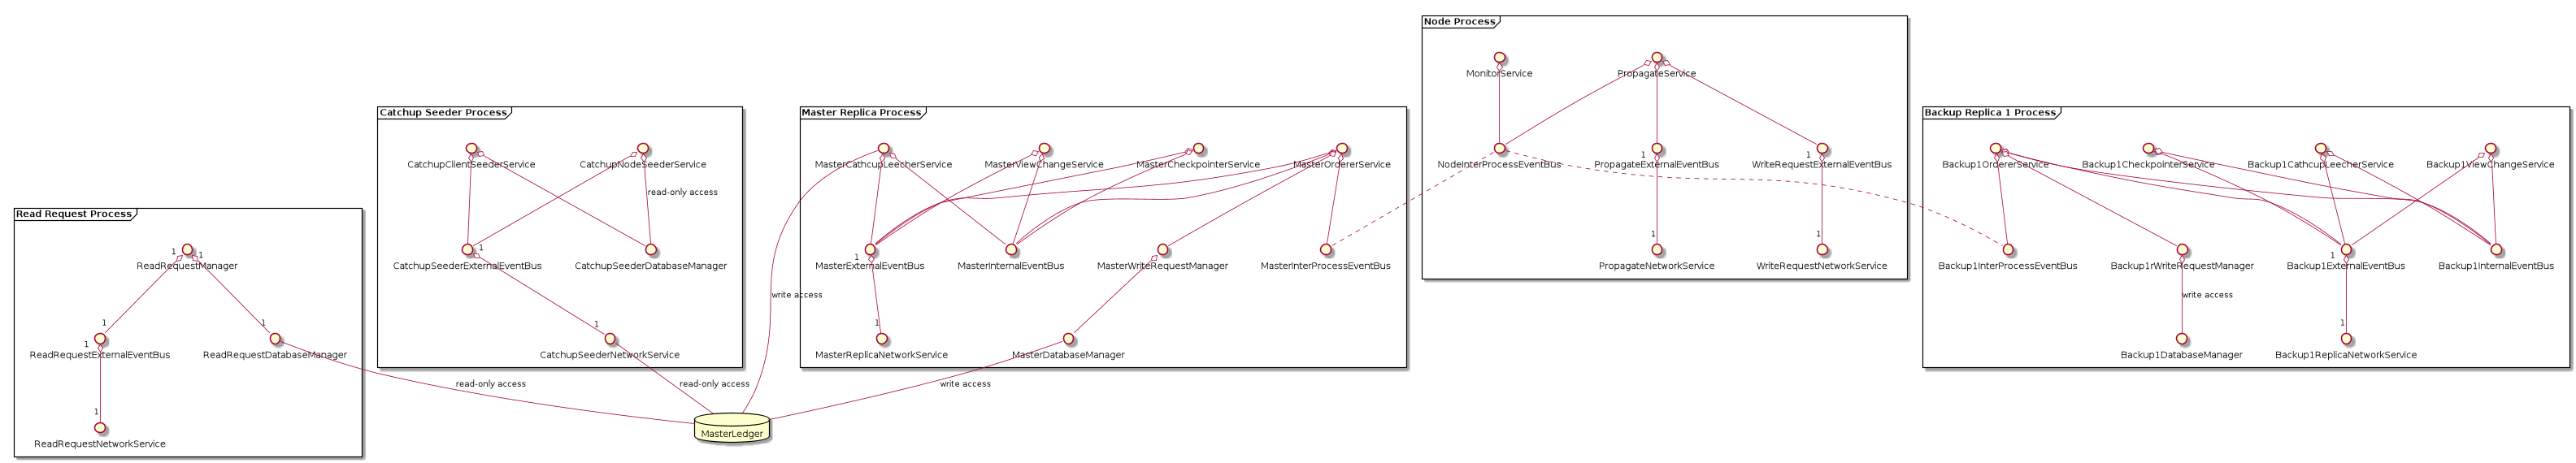 Node Process
MonitorService
PropagateService
NodeInterProcessEventBus
1
PropagateExternalEventBus
1
WriteRequestExternalEventBus
1
PropagateNetworkService
1
WriteRequestNetworkService
Catchup Seeder Process
CatchupClientSeederService
CatchupNodeSeederService
read-only access
1
CatchupSeederExternalEventBus
CatchupSeederDatabaseManager
1
CatchupSeederNetworkService
read-only access
Master Replica Process
MasterCathcupLeecherService
MasterViewChangeService
MasterCheckpointerService
MasterOrdererService
1
MasterExternalEventBus
MasterInternalEventBus
MasterWriteRequestManager
MasterInterProcessEventBus
write access
1
MasterReplicaNetworkService
MasterDatabaseManager
write access
Backup Replica 1 Process
Backup1OrdererService
Backup1CheckpointerService
Backup1CathcupLeecherService
Backup1ViewChangeService
Backup1InterProcessEventBus
Backup1rWriteRequestManager
1
Backup1ExternalEventBus
Backup1InternalEventBus
write access
1
Backup1DatabaseManager
Backup1ReplicaNetworkService
Read Request Process
1
1
ReadRequestManager
1
1
1
ReadRequestExternalEventBus
ReadRequestDatabaseManager
read-only access
1
ReadRequestNetworkService
MasterLedger